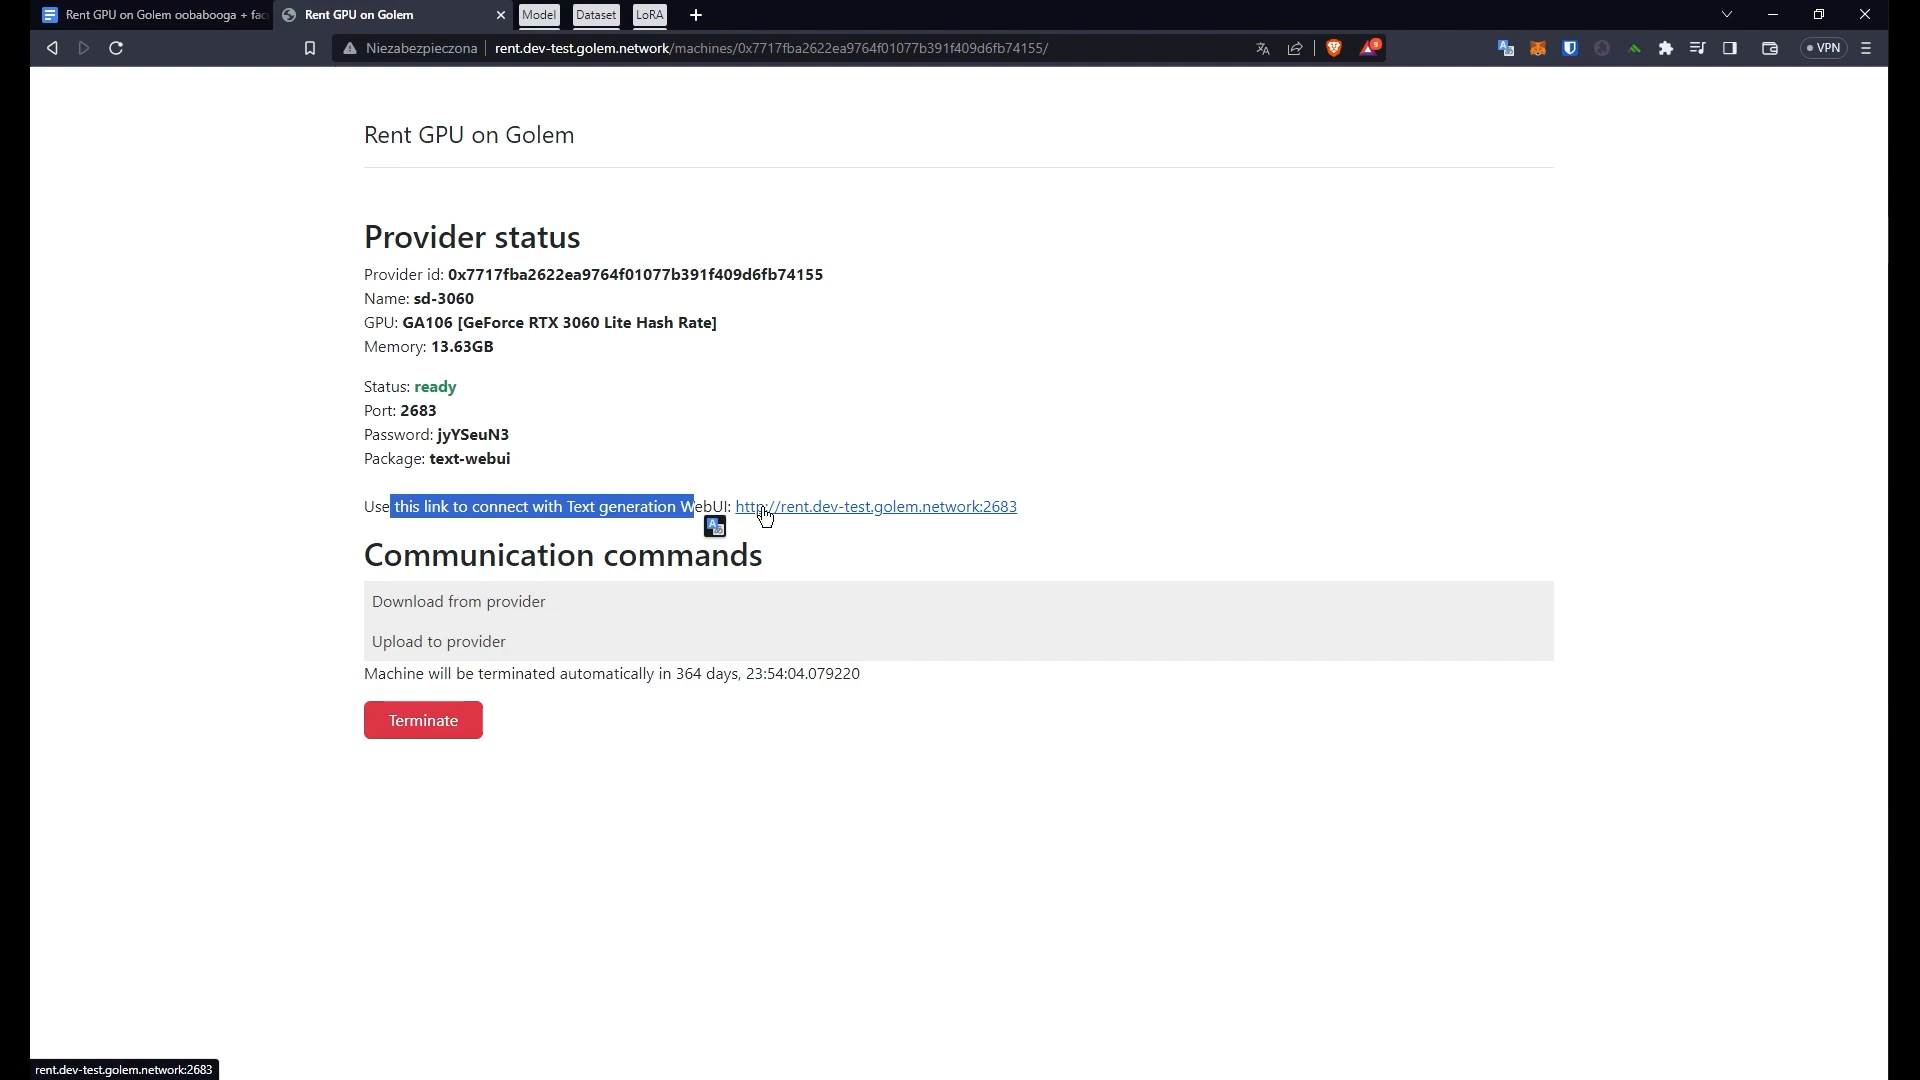 Rent GPU on Golem oobabooga + fac
Rent GPU on Golem
Model
Dataset
LoRA
Niezabezpieczona
rent.dev-test.golem.network/machines/0x7717fba2622ea9764f01077b391f409d6fb74155/
9
VPN
Rent GPU on Golem
Provider status
Provider id: 0x7717fba2622ea9764f01077b391f409d6fb74155
Name: sd-3060
GPU: GA106 [GeForce RTX 3060 Lite Hash Rate]
Memory: 13.63GB
Status: ready
Port: 2683
Password: jyYSeuN3
Package: text-webui
Use this link to connect with Text generation WebUI: http://rent.dev-test.golem.network:2683
Communication commands
Download from provider
Upload to provider
Machine will be terminated automatically in 364 days, 23:54:04.079220
Terminate
rent.dev-test.golem.network:2683